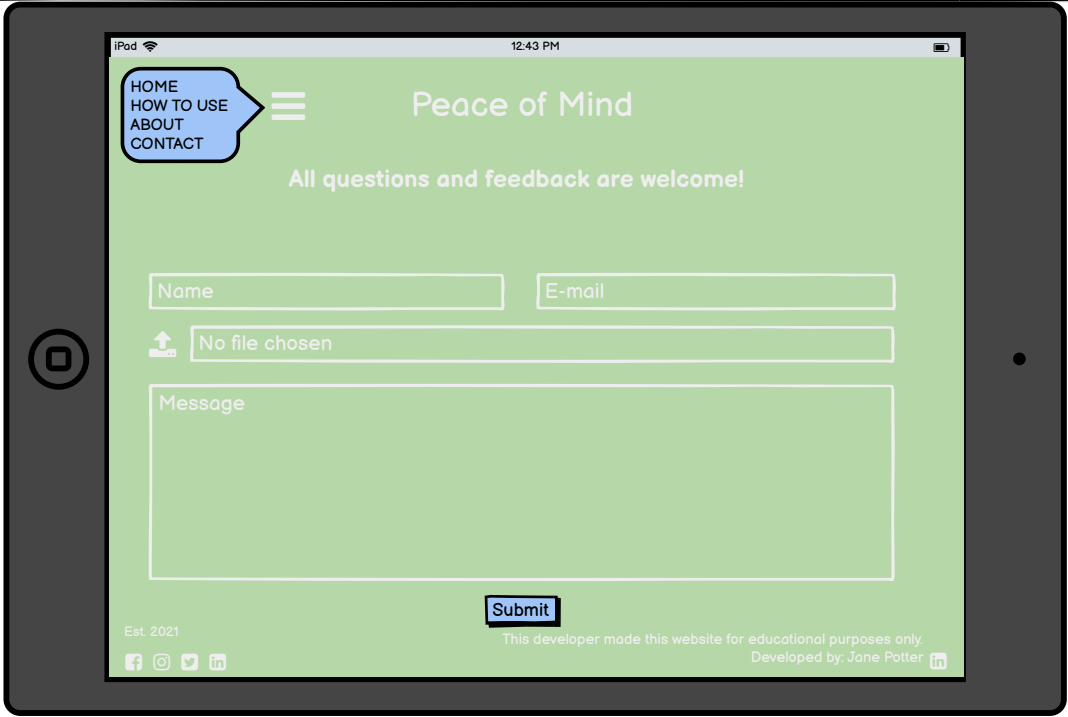 iPad
12:43 PM
HOME
HOW TO USE
ABOUT
CONTACT
Peace of Mind
All questions and feedback are welcome!
Name
E-mail
No file chosen
Message
Submit
Est. 2021
This developer made this website for educational purposes only.
Developed by: Jane Potter